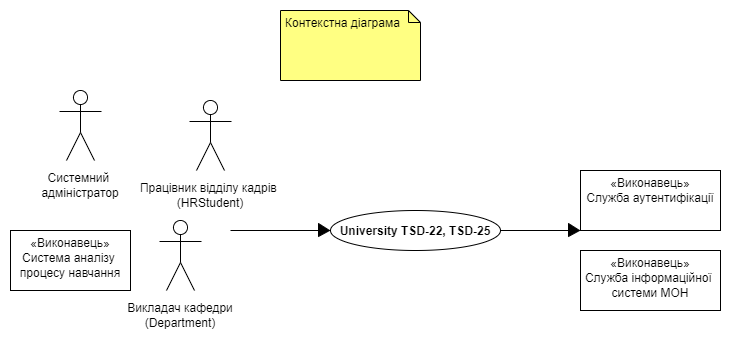 Контекстна діаграма
Системний
адміністратор
Працівник відділу кадрів
(HRStudent)
«Виконавець»
Система аналізу
процесу навчання
Викладач кафедри
(Department)
University TSD-22, TSD-25
«Виконавець»
Служба аутентифікації
«Виконавець»
Служба інформаційної
системи МОН